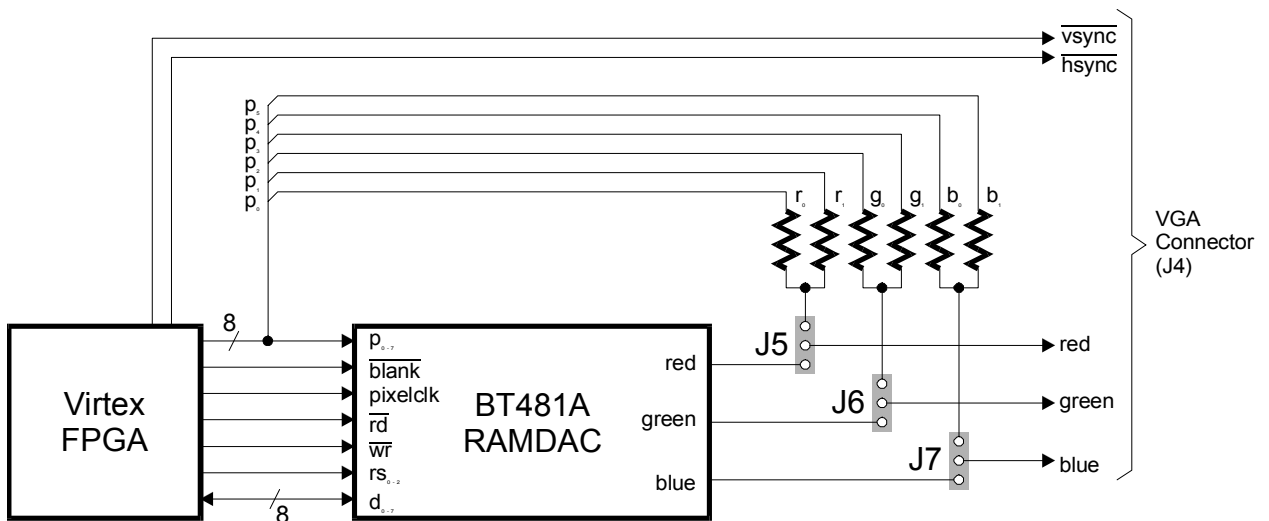 vsync
hsync
p₅
p₄
p₃
p₂
p₁
p₀
r₀ r₁ g₀ g₁ b₀ b₁
VGA
Connector
(J4)
8
Virtex
FPGA
p₀₋₇
blank
pixelclk
rd
wr
rs₀₋₂
d₀₋₇
8
BT481A
RAMDAC
red
green
blue
J5
J6
J7
red
green
blue